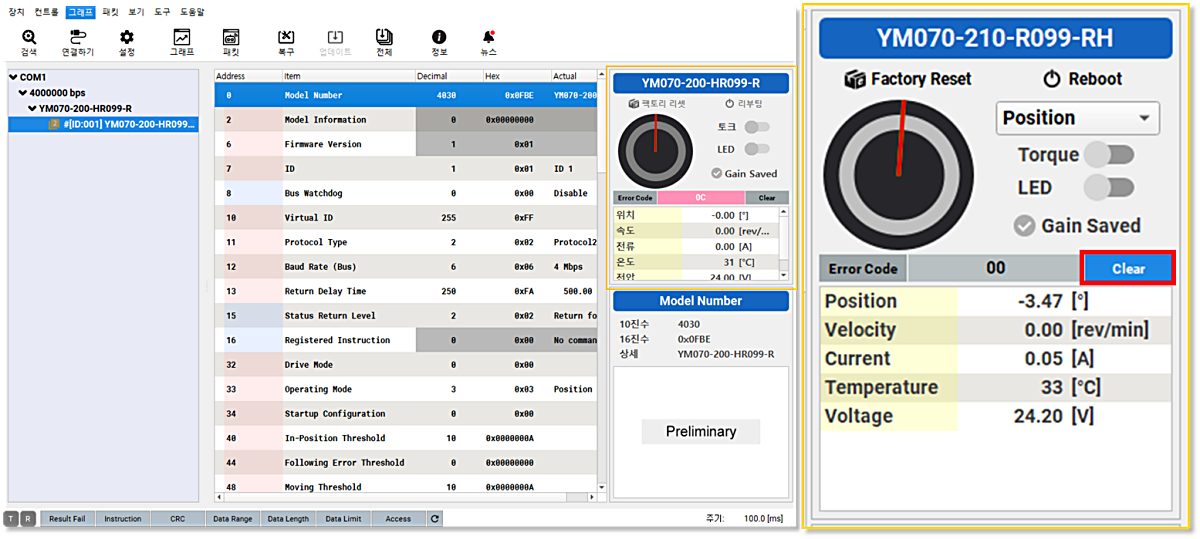 장치 컨트롤 그래프 패킷 보기 도구 도움말
검색 연결하기 설정 그래프 패킷 복구 업데이트 전체 정보 뉴스
COM1
4000000 bps
YM070-200-HR099-R
#[ID:001] YM070-200-HR099...
Address Item Decimal Hex Actual
0 Model Number 4030 0x0FBE YM070-200
2 Model Information 0 0x00000000
6 Firmware Version 1 0x01
7 ID 1 0x01 ID 1
8 Bus Watchdog 0 0x00 Disable
10 Virtual ID 255 0xFF
11 Protocol Type 2 0x02 Protocol2
12 Baud Rate (Bus) 6 0x06 4 Mbps
13 Return Delay Time 250 0xFA 500.00
15 Status Return Level 2 0x02 Return fo
16 Registered Instruction 0 0x00 No comman
32 Drive Mode 0 0x00
33 Operating Mode 3 0x03 Position
34 Startup Configuration 0 0x00
40 In-Position Threshold 10 0x0000000A
44 Following Error Threshold 0 0x00000000
48 Moving Threshold 10 0x0000000A
YM070-200-HR099-R
팩토리 리셋 리부팅
토크
LED
Gain Saved
Error Code 0C Clear
위치 -0.00 [°]
속도 0.00 [rev/...
전류 0.00 [A]
온도 31 [°C]
전압 24.00 [V]
Model Number
10진수 4030
16진수 0x0FBE
상세 YM070-200-HR099-R
Preliminary
T R Result Fail Instruction CRC Data Range Data Length Data Limit Access 주기: 100.0 [ms]
YM070-210-R099-RH
Factory Reset Reboot
Position
Torque
LED
Gain Saved
Error Code 00 Clear
Position -3.47 [°]
Velocity 0.00 [rev/min]
Current 0.05 [A]
Temperature 33 [°C]
Voltage 24.20 [V]